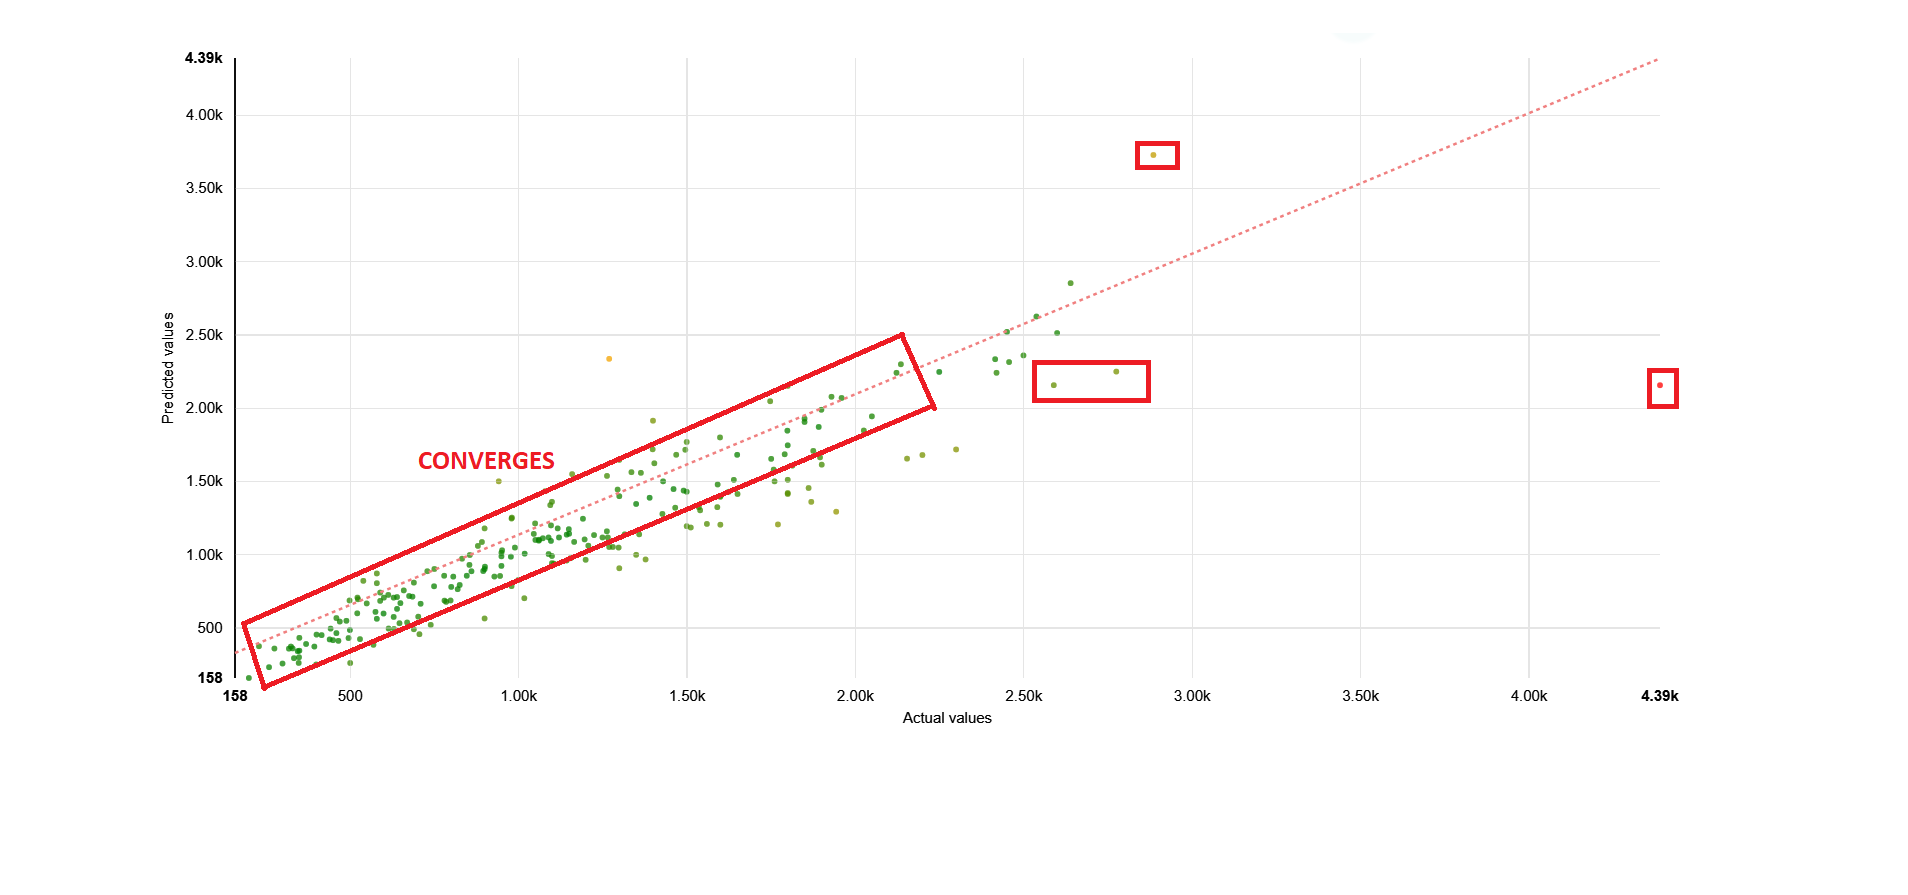 4.39k
4.00k
3.50k
3.00k
2.50k
2.00k
1.50k
1.00k
500
158
Predicted values
CONVERGES
158 500 1.00k 1.50k 2.00k 2.50k 3.00k 3.50k 4.00k 4.39k
Actual values